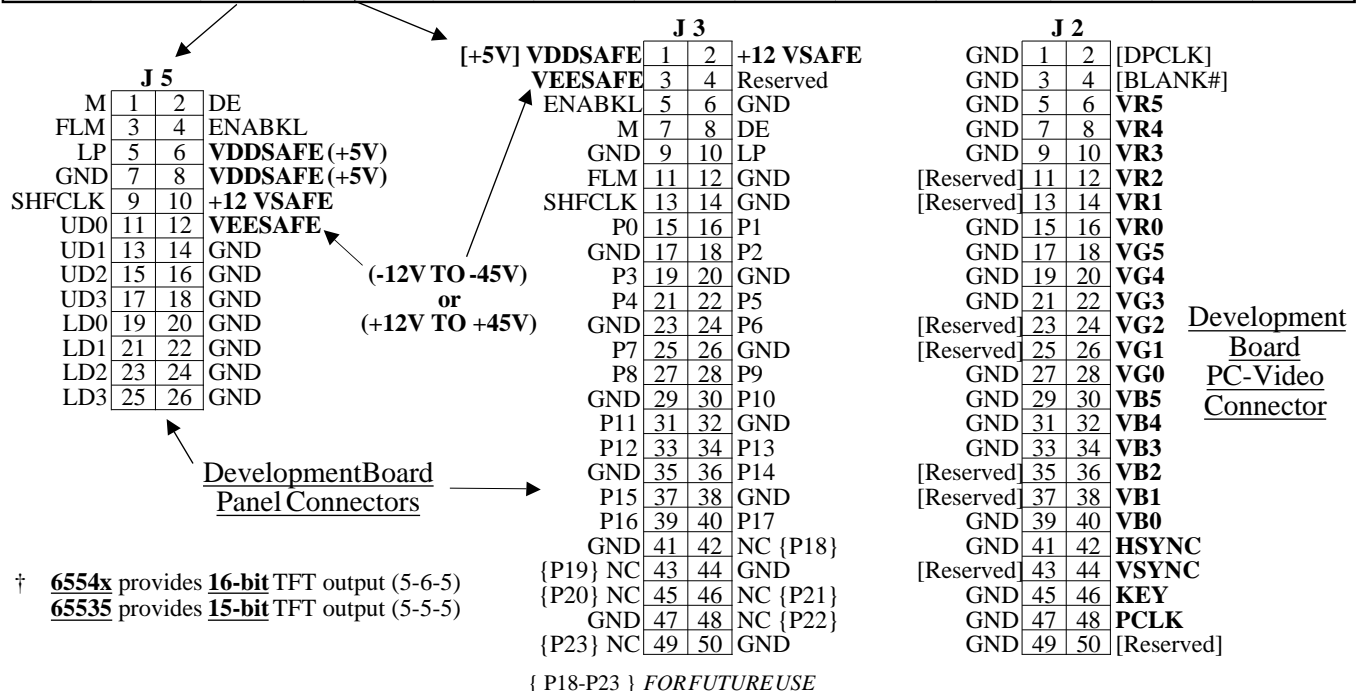 J 5
M 1 2 DE
FLM 3 4 ENABKL
LP 5 6 VDDSAFE (+5V)
GND 7 8 VDDSAFE (+5V)
SHFCLK 9 10 +12 VSAFE
UD0 11 12 VEESAFE
UD1 13 14 GND
UD2 15 16 GND
UD3 17 18 GND
LD0 19 20 GND
LD1 21 22 GND
LD2 23 24 GND
LD3 25 26 GND
(-12V TO -45V)
or
(+12V TO +45V)
DevelopmentBoard
Panel Connectors
† 6554x provides 16-bit TFT output (5-6-5)
65535 provides 15-bit TFT output (5-5-5)
J 3
[+5V] VDDSAFE 1 2 +12 VSAFE
VEESAFE 3 4 Reserved
ENABKL 5 6 GND
M 7 8 DE
GND 9 10 LP
FLM 11 12 GND
SHFCLK 13 14 GND
P0 15 16 P1
GND 17 18 P2
P3 19 20 GND
P4 21 22 P5
GND 23 24 P6
P7 25 26 GND
P8 27 28 P9
GND 29 30 P10
P11 31 32 GND
P12 33 34 P13
GND 35 36 P14
P15 37 38 GND
P16 39 40 P17
GND 41 42 NC {P18}
{P19} NC 43 44 GND
{P20} NC 45 46 NC {P21}
GND 47 48 NC {P22}
{P23} NC 49 50 GND
{ P18-P23 } FORFUTUREUSE
J 2
GND 1 2 [DPCLK]
GND 3 4 [BLANK#]
GND 5 6 VR5
GND 7 8 VR4
GND 9 10 VR3
[Reserved] 11 12 VR2
[Reserved] 13 14 VR1
GND 15 16 VR0
GND 17 18 VG5
GND 19 20 VG4
GND 21 22 VG3
[Reserved] 23 24 VG2
[Reserved] 25 26 VG1
GND 27 28 VG0
GND 29 30 VB5
GND 31 32 VB4
GND 33 34 VB3
[Reserved] 35 36 VB2
[Reserved] 37 38 VB1
GND 39 40 VB0
GND 41 42 HSYNC
[Reserved] 43 44 VSYNC
GND 45 46 KEY
GND 47 48 PCLK
GND 49 50 [Reserved]
Development
Board
PC-Video
Connector